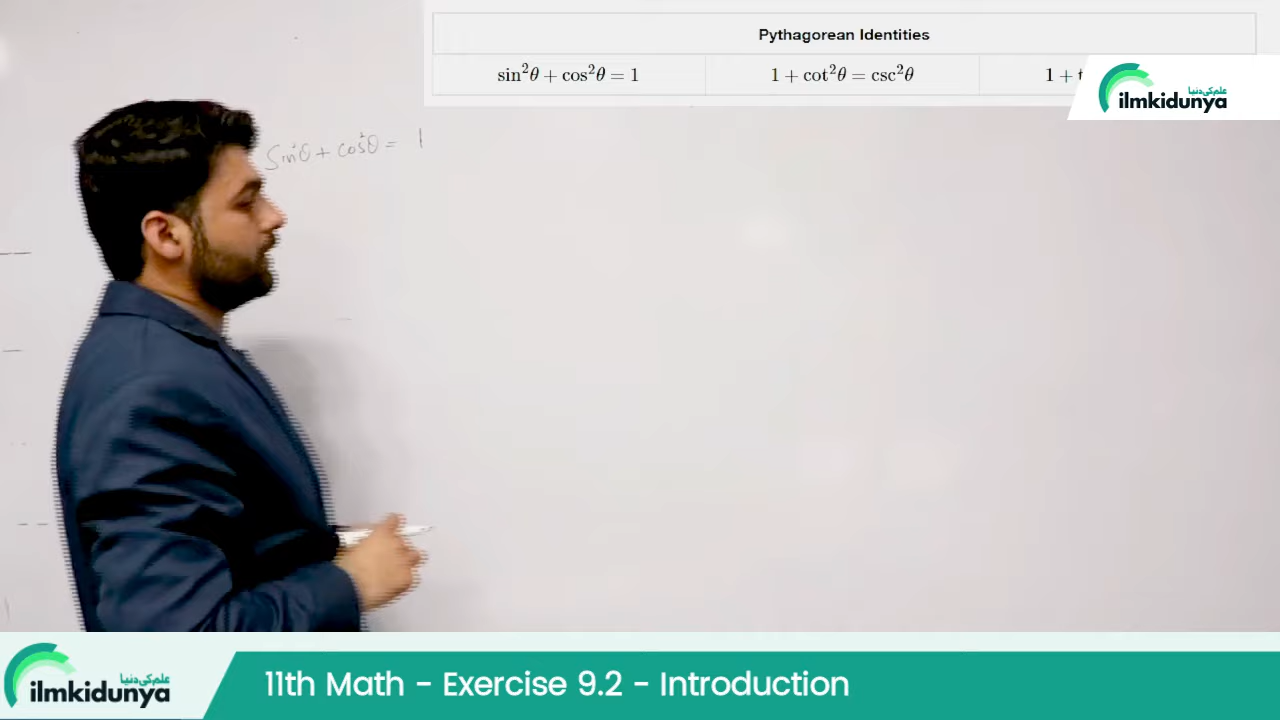 Pythagorean Identities
sin²θ + cos²θ = 1
1 + cot²θ = csc²θ
1 + t
علم کی دنیا
ilmkidunya
Sin²θ + cos²θ = 1
علم کی دنیا
ilmkidunya
11th Math - Exercise 9.2 - Introduction